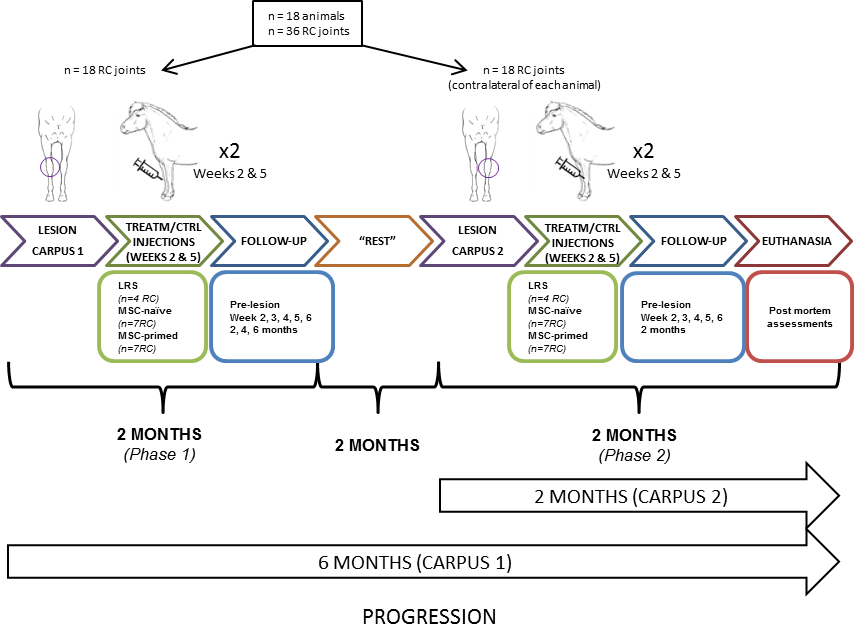 n = 18 animals
n = 36 RC joints
n = 18 RC joints
n = 18 RC joints
(contralateral of each animal)
x2
Weeks 2 & 5
x2
Weeks 2 & 5
LESION
CARPUS 1
TREATM/CTRL
INJECTIONS
(WEEKS 2 & 5)
FOLLOW-UP
“REST”
LESION
CARPUS 2
TREATM/CTRL
INJECTIONS
(WEEKS 2 & 5)
FOLLOW-UP
EUTHANASIA
LRS
(n=4 RC)
MSC-naïve
(n=7RC)
MSC-primed
(n=7RC)
Pre-lesion
Week 2, 3, 4, 5, 6
2, 4, 6 months
LRS
(n=4 RC)
MSC-naïve
(n=7RC)
MSC-primed
(n=7RC)
Pre-lesion
Week 2, 3, 4, 5, 6
2 months
Post mortem
assessments
2 MONTHS
(Phase 1)
2 MONTHS
2 MONTHS
(Phase 2)
2 MONTHS (CARPUS 2)
6 MONTHS (CARPUS 1)
PROGRESSION